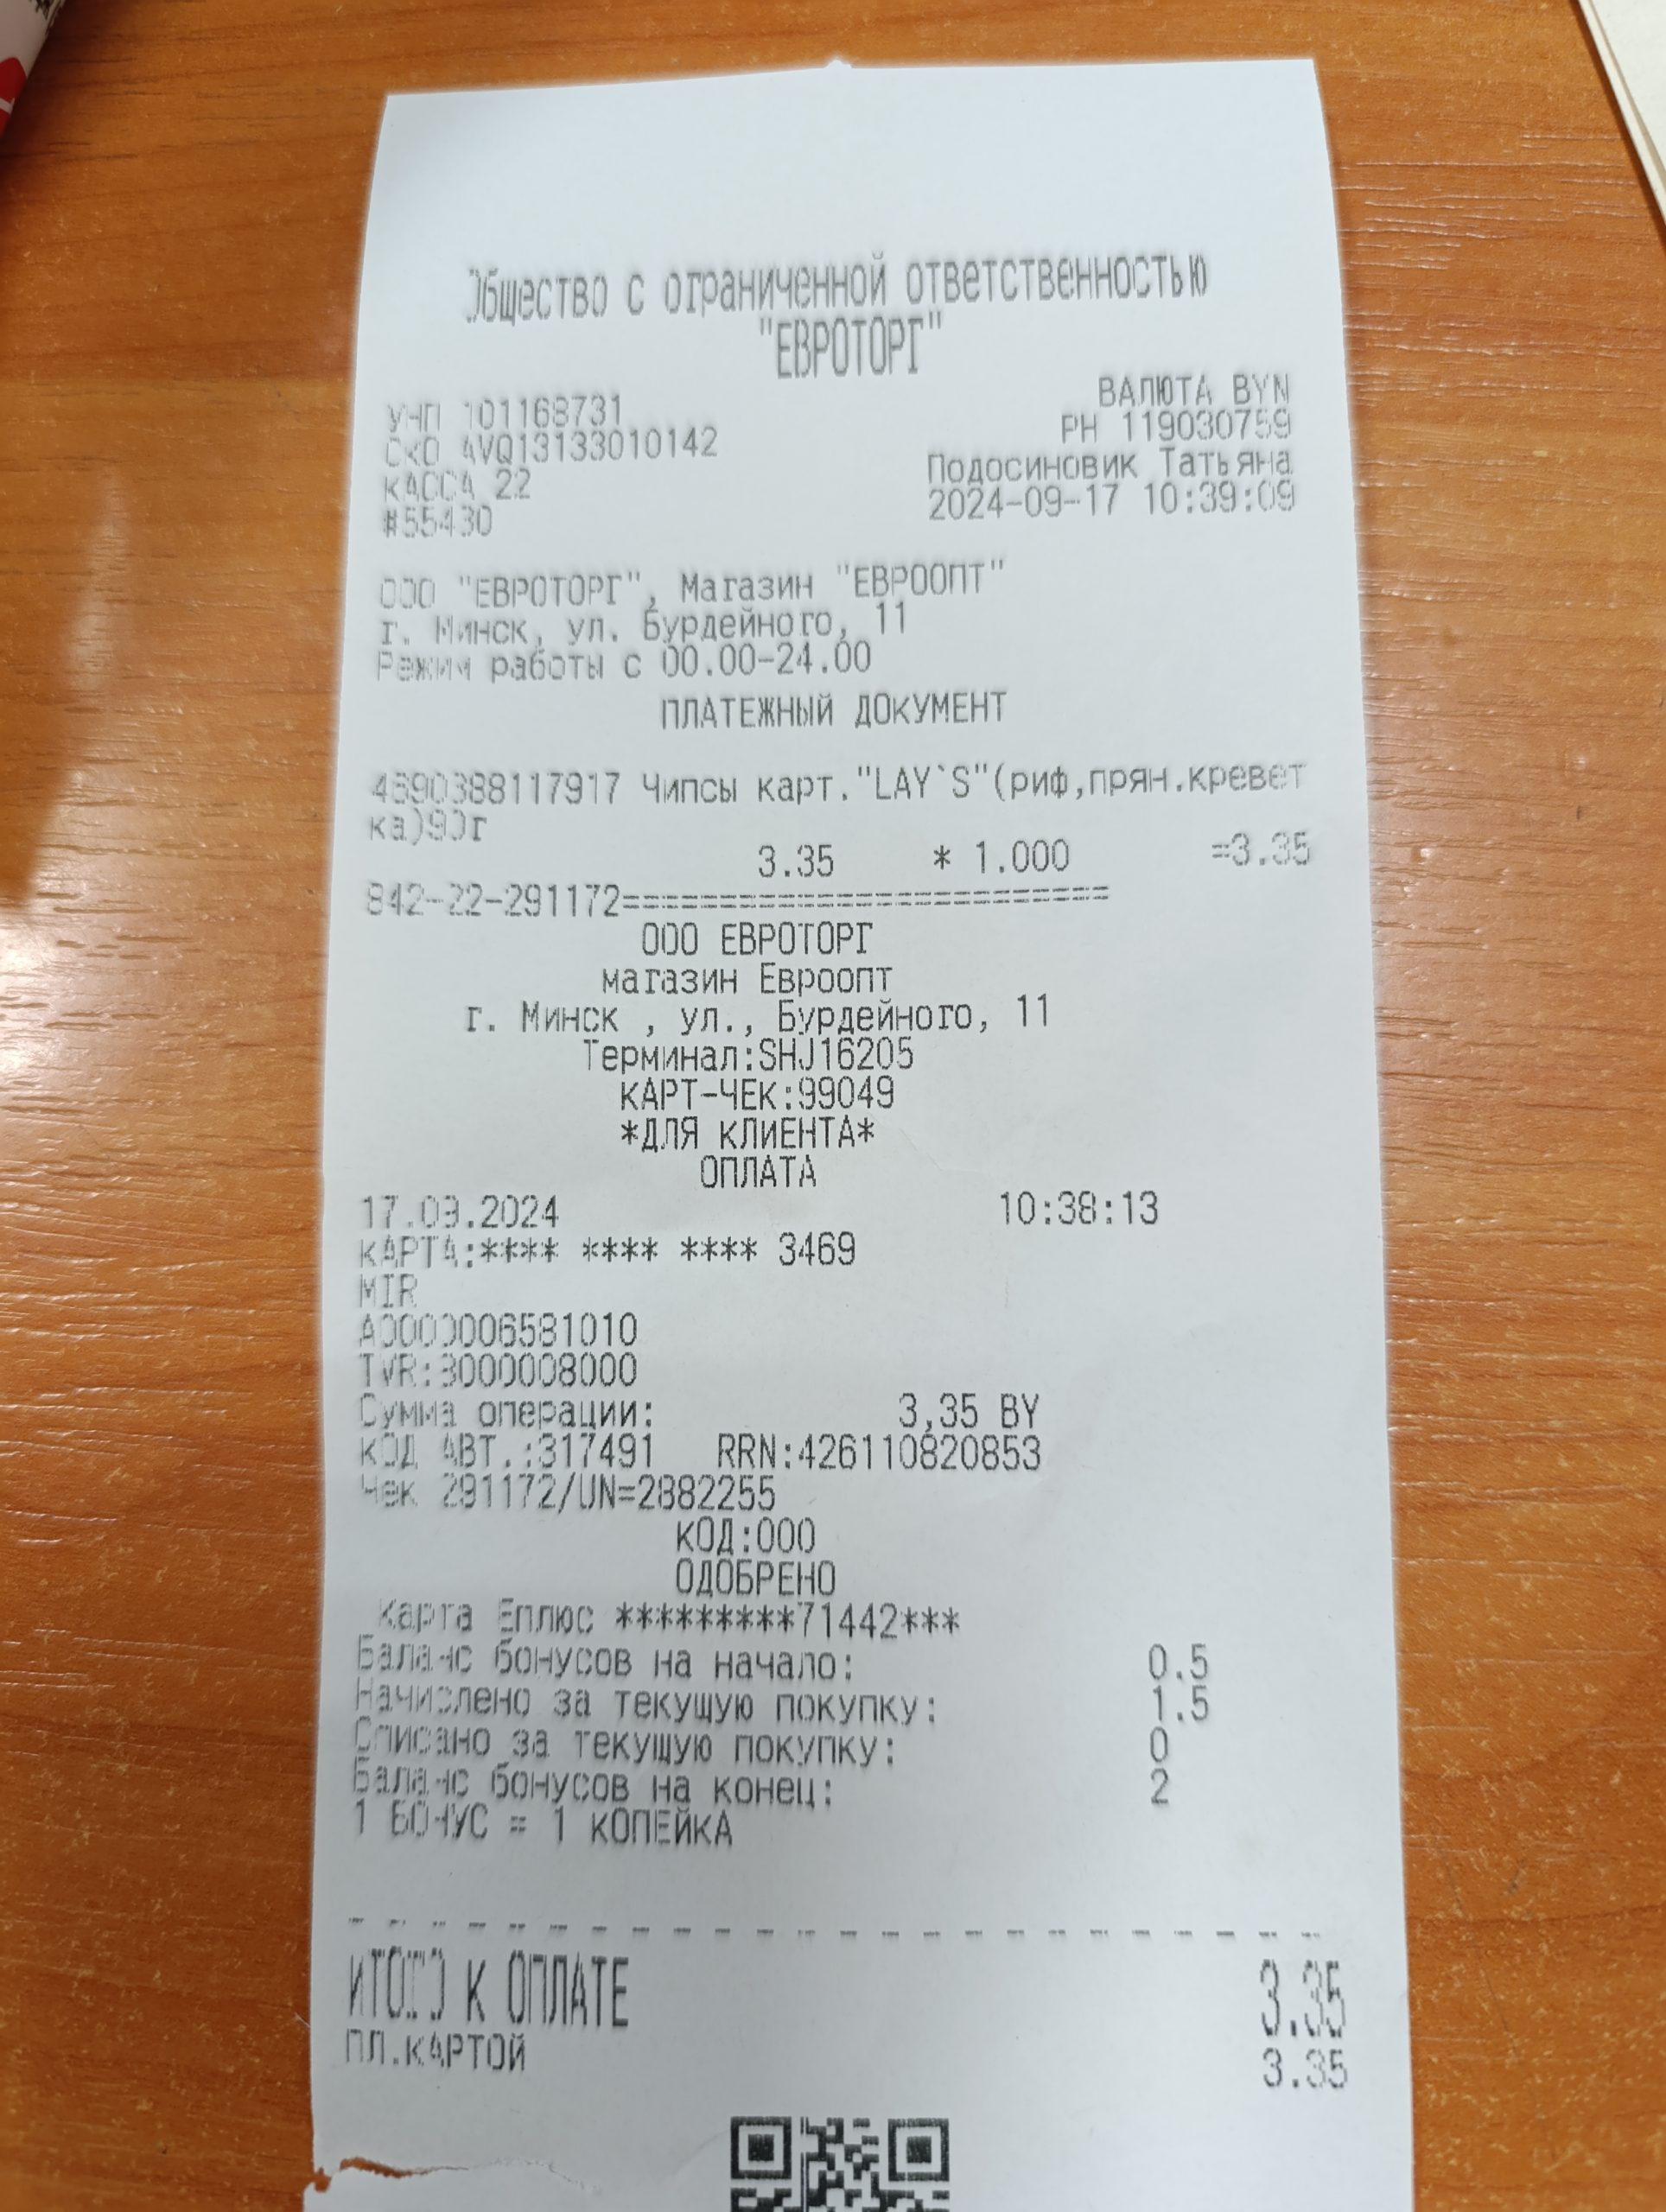 Общество с ограниченной ответственностью
"ЕВРОТОРГ"
ВАЛЮТА BYN
УНП 101168731
РН 119030759
СКО AVQ13133010142
Подосиновик Татьяна
КАССА 22
2024-09-17 10:39:09
#55430
ООО "ЕВРОТОРГ", Магазин "ЕВРООПТ"
г. Минск, ул. Бурдейного, 11
Режим работы с 00.00-24.00
ПЛАТЕЖНЫЙ ДОКУМЕНТ
4690388117917 Чипсы карт."LAY`S"(риф,прян.кревет
ка)90г
3.35 * 1.000 =3.35
842-22-291172=========================
ООО ЕВРОТОРГ
магазин Евроопт
г. Минск , ул., Бурдейного, 11
Терминал:SHJ16205
КАРТ-ЧЕК:99049
*ДЛЯ КЛИЕНТА*
ОПЛАТА
17.09.2024 10:38:13
КАРТА:**** **** **** 3469
MIR
A0000006581010
TVR:8000008000
Сумма операции: 3,35 BY
КОД АВТ.:317491 RRN:426110820853
Чек 291172/UN=2882255
КОД:000
ОДОБРЕНО
Карта Еплюс *********71442***
Баланс бонусов на начало: 0.5
Начислено за текущую покупку: 1.5
Списано за текущую покупку: 0
Баланс бонусов на конец: 2
1 БОНУС = 1 КОПЕЙКА
ИТОГО К ОПЛАТЕ 3.35
ПЛ.КАРТОЙ 3.35